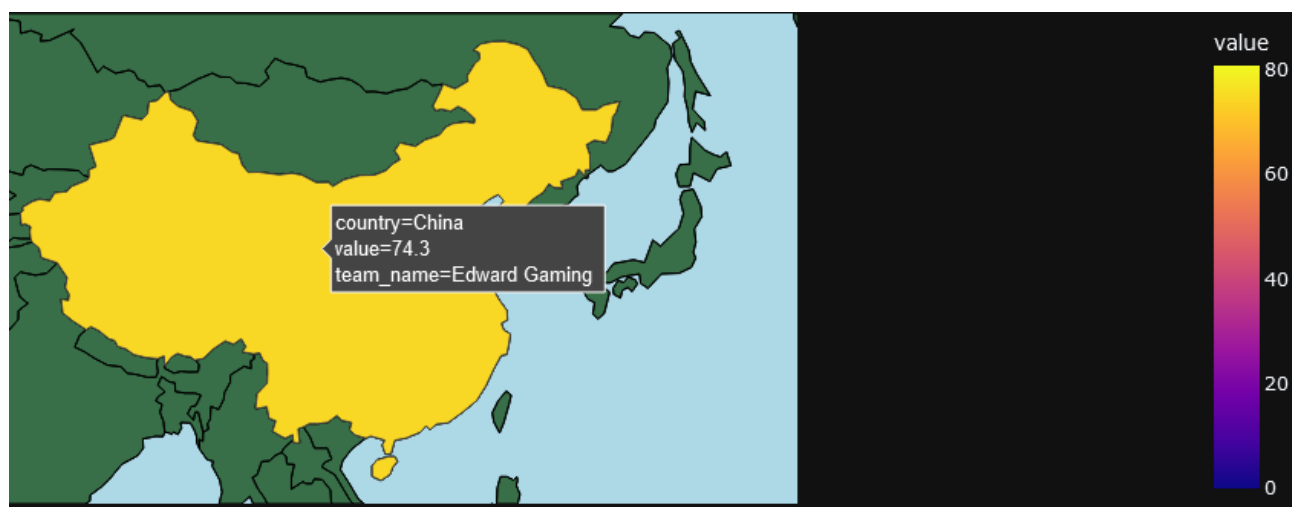 country=China
value=74.3
team_name=Edward Gaming
value
80
60
40
20
0